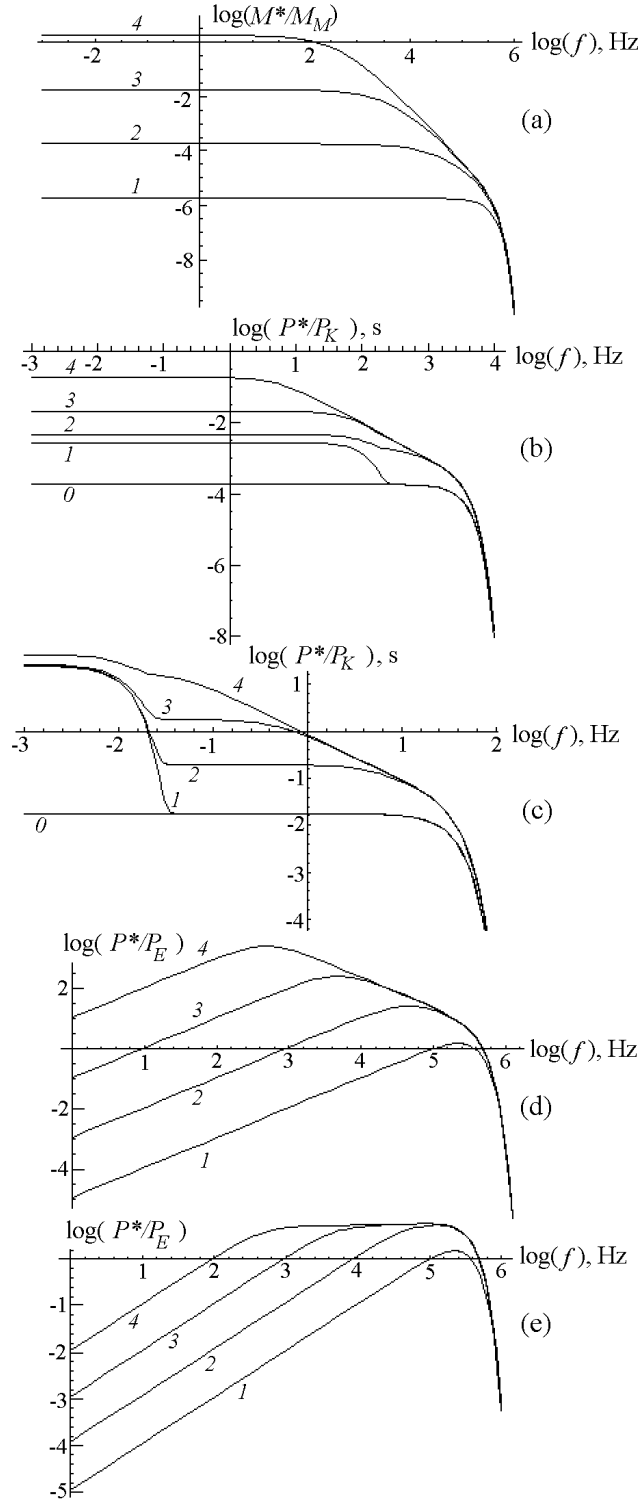 log(M*/M_M)
4
log(f), Hz
-2 2 4 6
3
-2
(a)
2
-4
1
-6
-8
log( P*/P_K ), s
-3 -2 -1 1 2 3 4
log(f), Hz
4
3
-2
2
(b)
1
0
-4
-6
-8
log( P*/P_K ), s
4
1
3
-3 -2 -1 1 2
log(f), Hz
2
-1
1
(c)
0
-2
-3
-4
log( P*/P_E )
4
2
3
1 2 3 4 5 6
log(f), Hz
2
-2
(d)
1
-4
log( P*/P_E )
1 2 3 4 5 6
log(f), Hz
-1
4
(e)
3
-2
2
1
-3
-4
-5